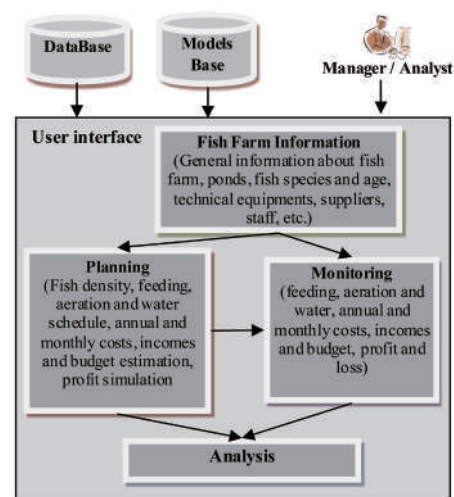 DataBase
Models
Base
Manager / Analyst
User interface
Fish Farm Information
(General information about fish
farm, ponds, fish species and age,
technical equipments, suppliers,
staff, etc.)
Planning
(Fish density, feeding,
aeration and water
schedule, annual and
monthly costs, incomes
and budget estimation,
profit simulation
Monitoring
(feeding, aeration and
water, annual and
monthly costs, incomes
and budget, profit and
loss)
Analysis